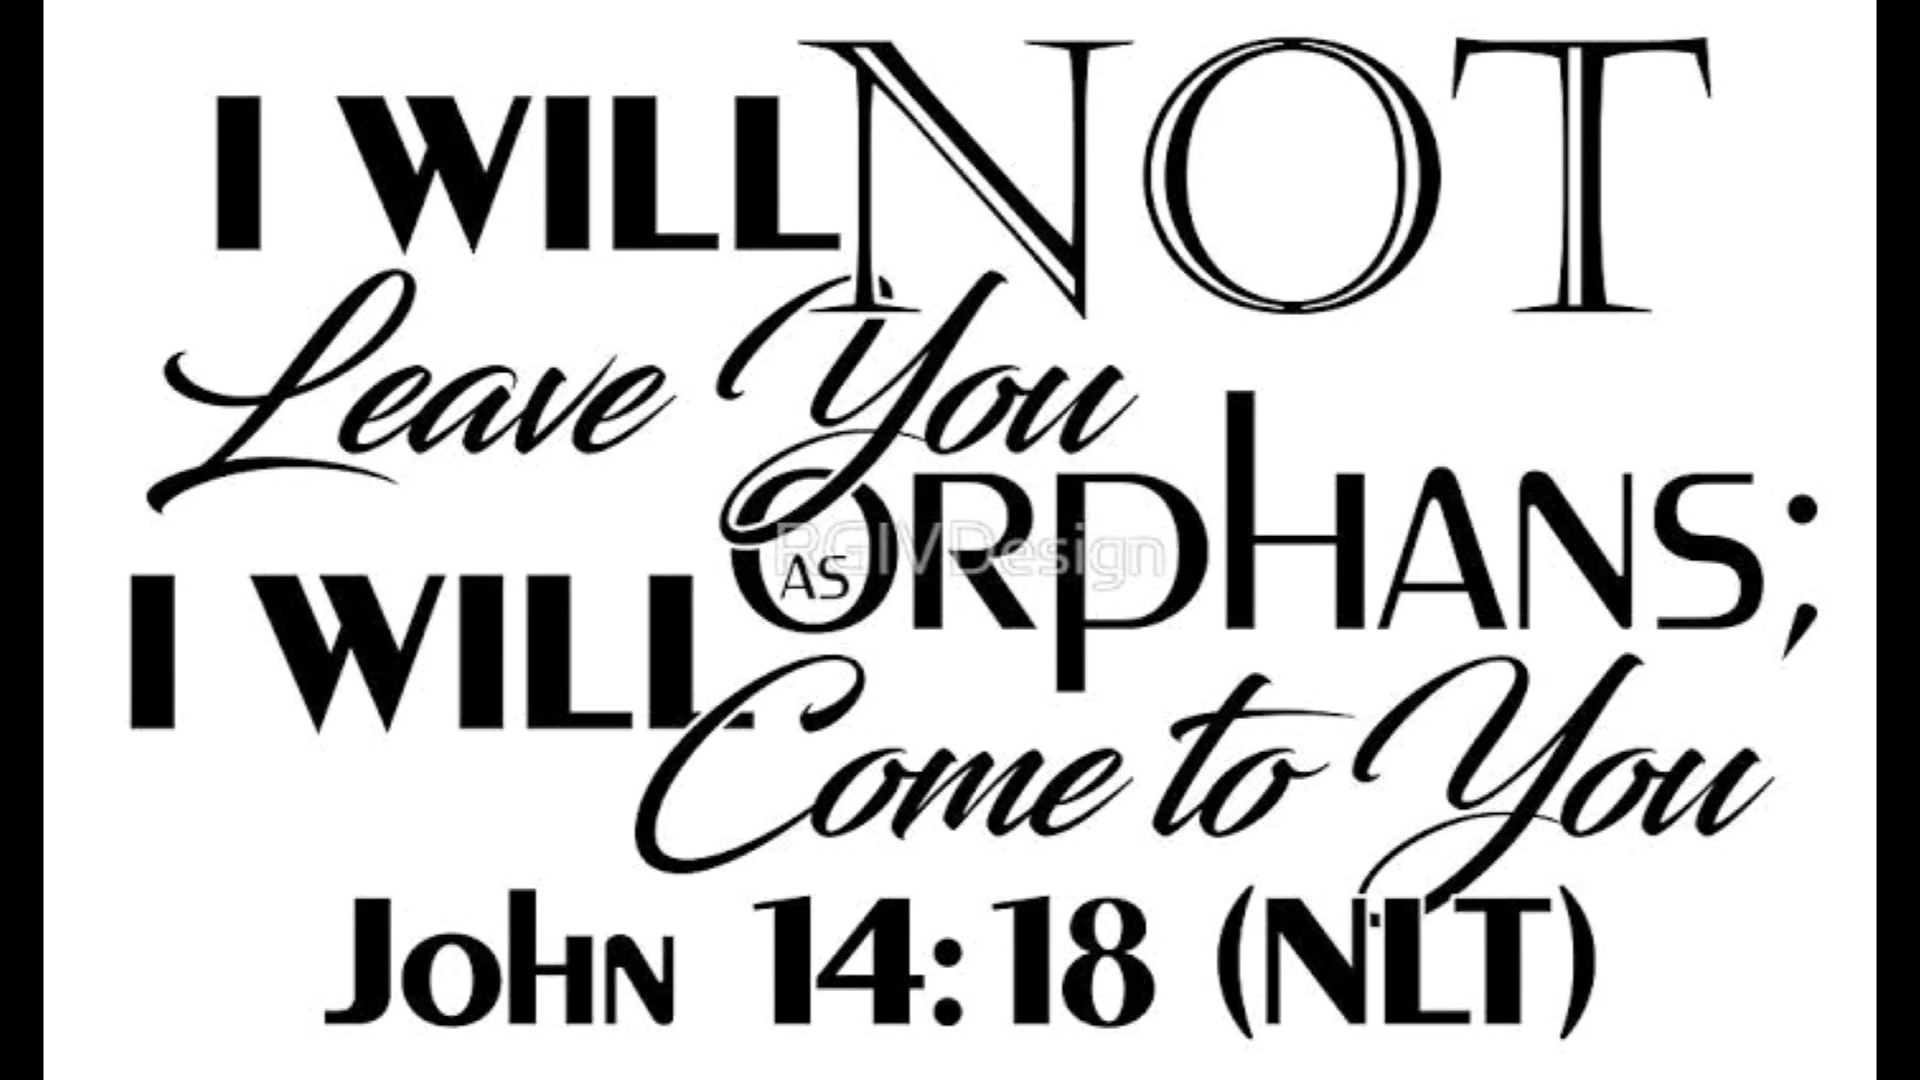 I WILL NOT
Leave You
AS ORPHANS;
I WILL
Come to You
JOHN 14:18 (NLT)
RGIVDesign